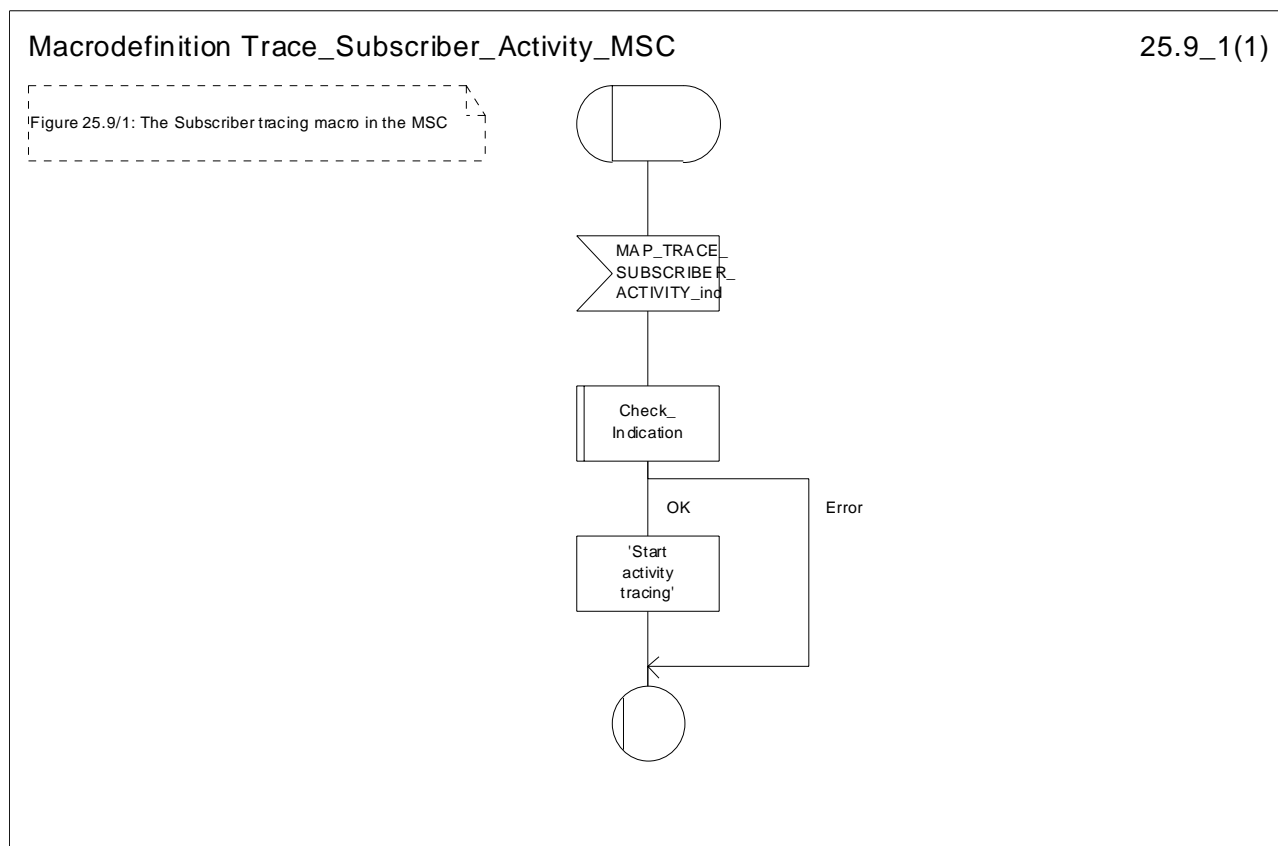 Macrodefinition Trace_Subscriber_Activity_MSC
25.9_1(1)
Figure 25.9/1: The Subscriber tracing macro in the MSC
MAP_TRACE_
SUBSCRIBER_
ACTIVITY_ind
Check_
Indication
OK
Error
'Start
activity
tracing'